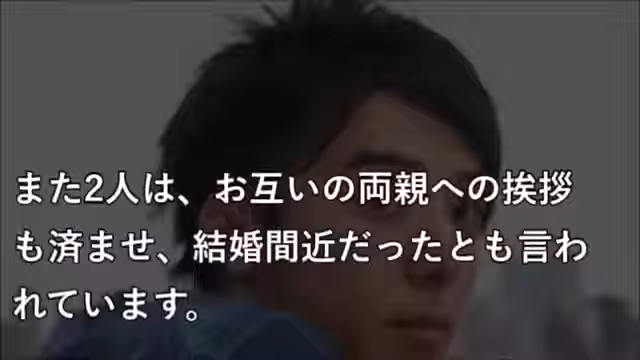 また2人は、お互いの両親への挨拶
も済ませ、結婚間近だったとも言わ
れています。